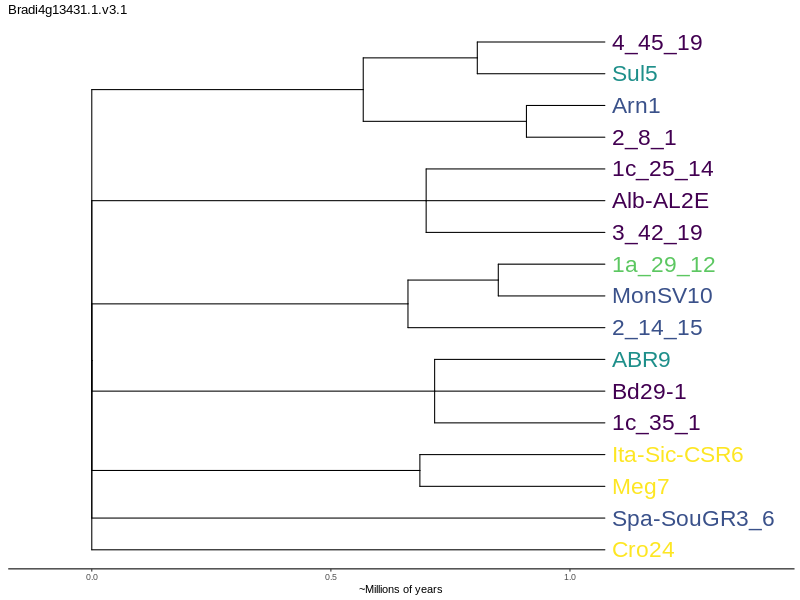 Bradi4g13431.1.v3.1
4_45_19
Sul5
Arn1
2_8_1
1c_25_14
Alb-AL2E
3_42_19
1a_29_12
MonSV10
2_14_15
ABR9
Bd29-1
1c_35_1
Ita-Sic-CSR6
Meg7
Spa-SouGR3_6
Cro24
0.0 0.5 1.0
~Millions of years